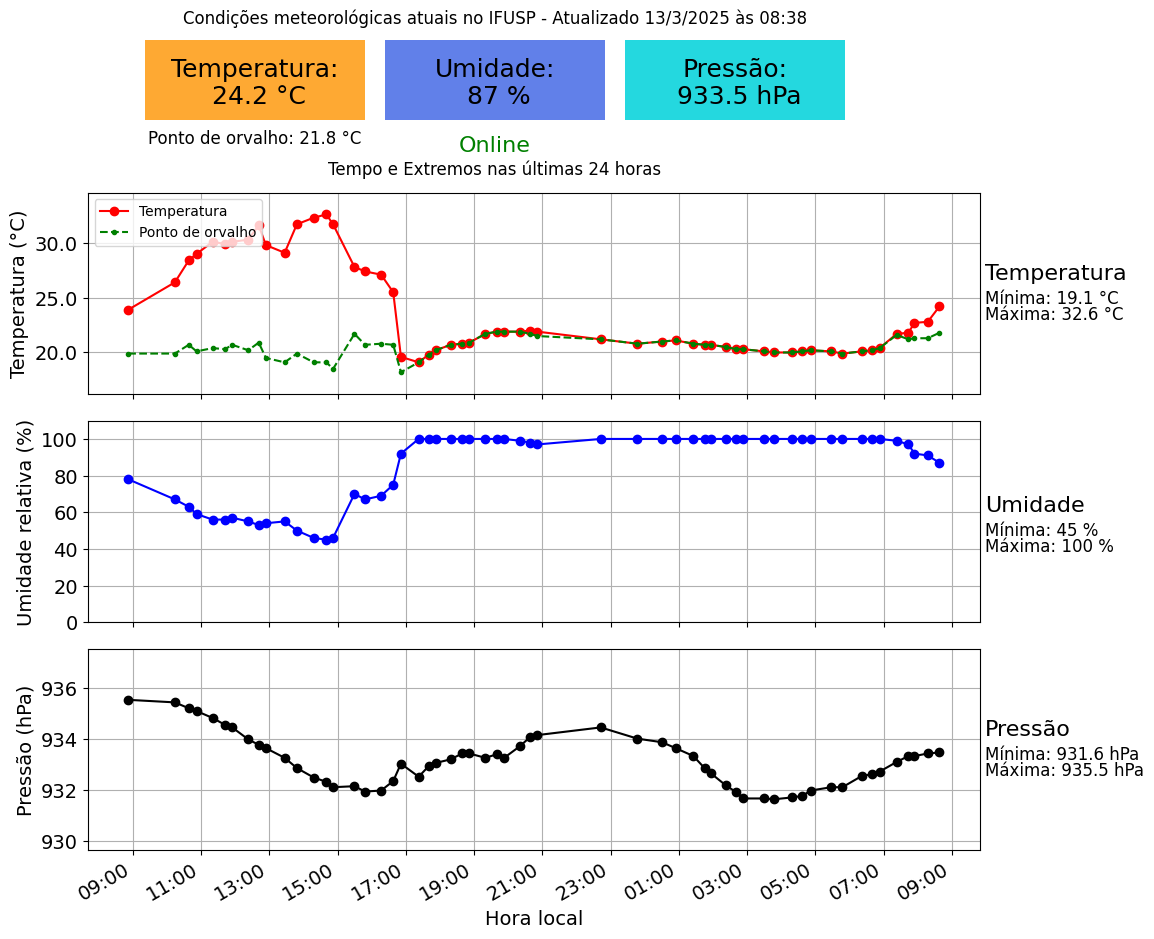 Condições meteorológicas atuais no IFUSP - Atualizado 13/3/2025 às 08:38
Temperatura:
24.2 °C
Umidade:
87 %
Pressão:
933.5 hPa
Ponto de orvalho: 21.8 °C
Online
Tempo e Extremos nas últimas 24 horas
Temperatura (°C)
30.0
25.0
20.0
Temperatura
Ponto de orvalho
Temperatura
Mínima: 19.1 °C
Máxima: 32.6 °C
Umidade relativa (%)
100
80
60
40
20
0
Umidade
Mínima: 45 %
Máxima: 100 %
Pressão (hPa)
936
934
932
930
Pressão
Mínima: 931.6 hPa
Máxima: 935.5 hPa
09:00
11:00
13:00
15:00
17:00
19:00
21:00
23:00
01:00
03:00
05:00
07:00
09:00
Hora local